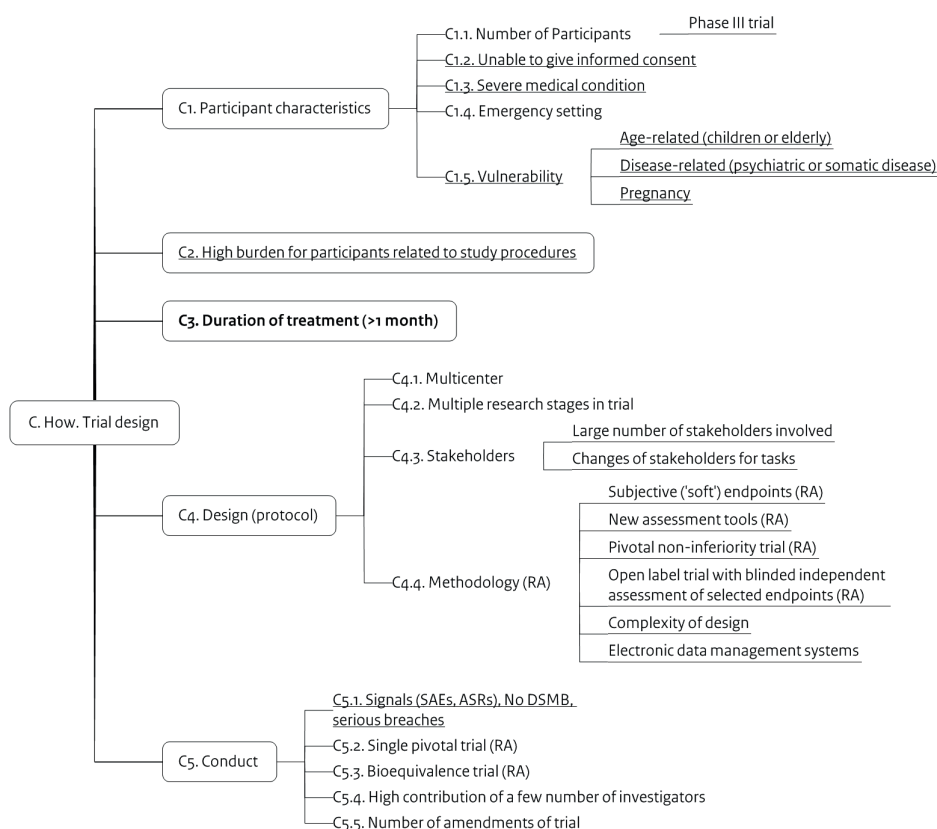 Phase III trial
C1.1. Number of Participants
C1.2. Unable to give informed consent
C1.3. Severe medical condition
C1. Participant characteristics
C1.4. Emergency setting
Age-related (children or elderly)
Disease-related (psychiatric or somatic disease)
C1.5. Vulnerability
Pregnancy
C2. High burden for participants related to study procedures
C3. Duration of treatment (>1 month)
C4.1. Multicenter
C4.2. Multiple research stages in trial
C. How. Trial design
Large number of stakeholders involved
C4.3. Stakeholders
Changes of stakeholders for tasks
Subjective ('soft') endpoints (RA)
C4. Design (protocol)
New assessment tools (RA)
Pivotal non-inferiority trial (RA)
C4.4. Methodology (RA)
Open label trial with blinded independent
assessment of selected endpoints (RA)
Complexity of design
Electronic data management systems
C5.1. Signals (SAEs, ASRs), No DSMB,
serious breaches
C5.2. Single pivotal trial (RA)
C5. Conduct
C5.3. Bioequivalence trial (RA)
C5.4. High contribution of a few number of investigators
C5.5. Number of amendments of trial